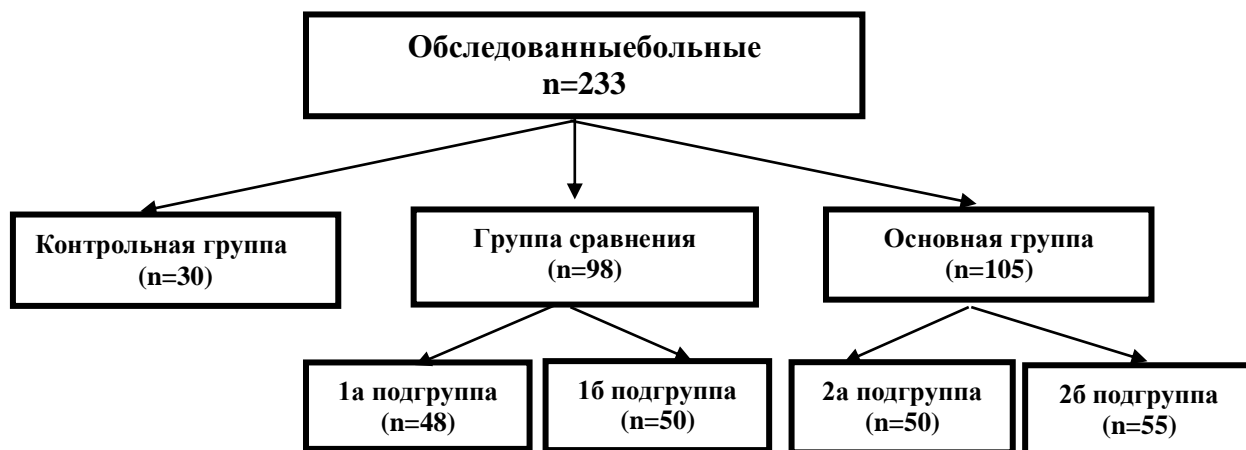 Обследованныебольные
n=233
Контрольная группа
(n=30)
Группа сравнения
(n=98)
Основная группа
(n=105)
1а подгруппа
(n=48)
1б подгруппа
(n=50)
2а подгруппа
(n=50)
2б подгруппа
(n=55)